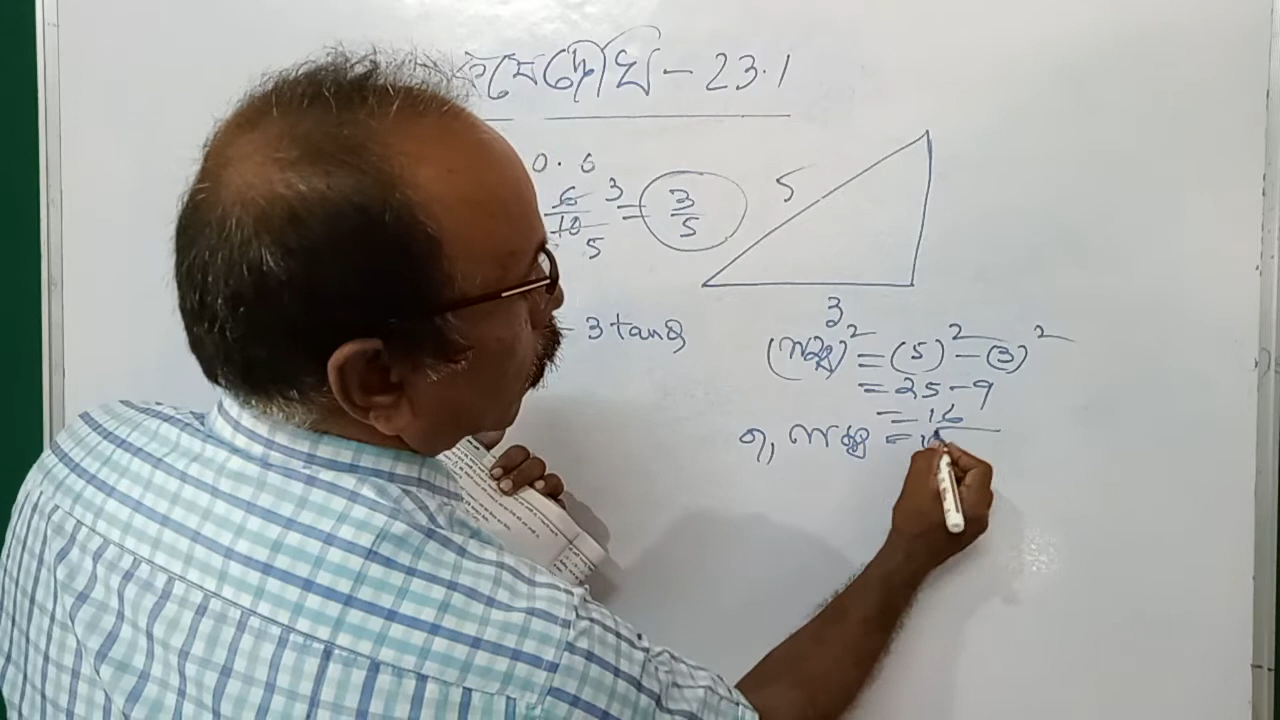 কষে দেখি – 23.1
0.6
6/10 3 5 = 3/5
5
3
- 3 tanθ
(লম্ব)² = (5)² – (3)²
= 25 – 9
= 16
বা, লম্ব =